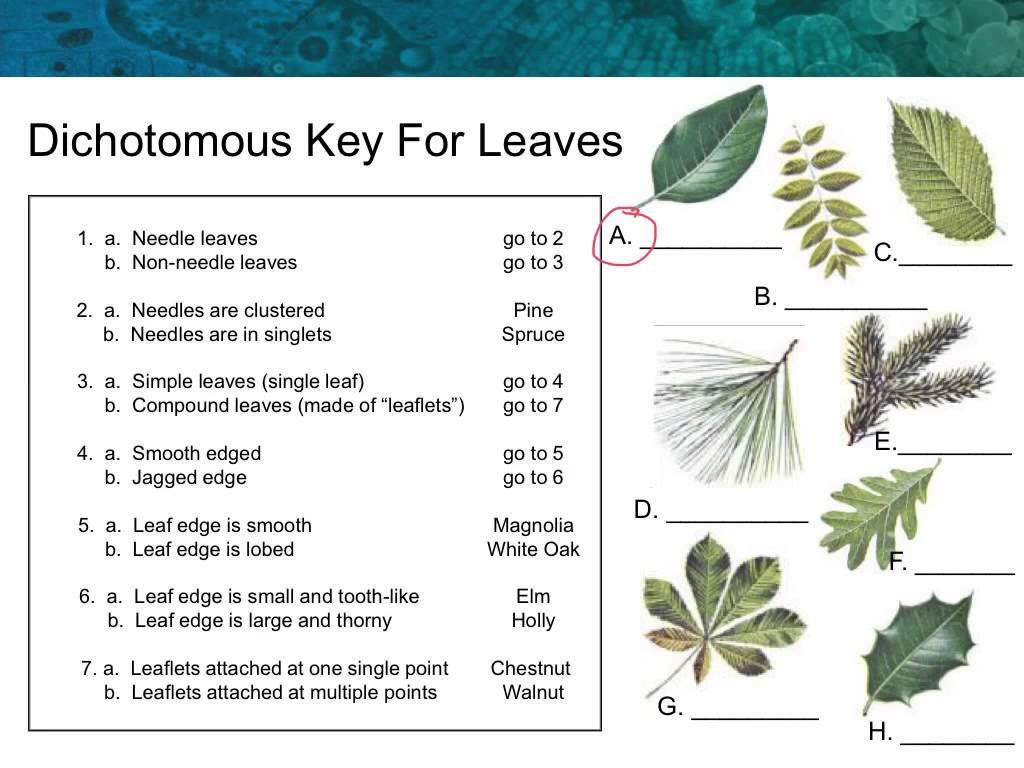 Dichotomous Key For Leaves
1. a. Needle leaves go to 2
b. Non-needle leaves go to 3
2. a. Needles are clustered Pine
b. Needles are in singlets Spruce
3. a. Simple leaves (single leaf) go to 4
b. Compound leaves (made of “leaflets”) go to 7
4. a. Smooth edged go to 5
b. Jagged edge go to 6
5. a. Leaf edge is smooth Magnolia
b. Leaf edge is lobed White Oak
6. a. Leaf edge is small and tooth-like Elm
b. Leaf edge is large and thorny Holly
7. a. Leaflets attached at one single point Chestnut
b. Leaflets attached at multiple points Walnut
A. __________
B. __________
C.________
D. __________
E.________
F. _______
G. _________
H. ________